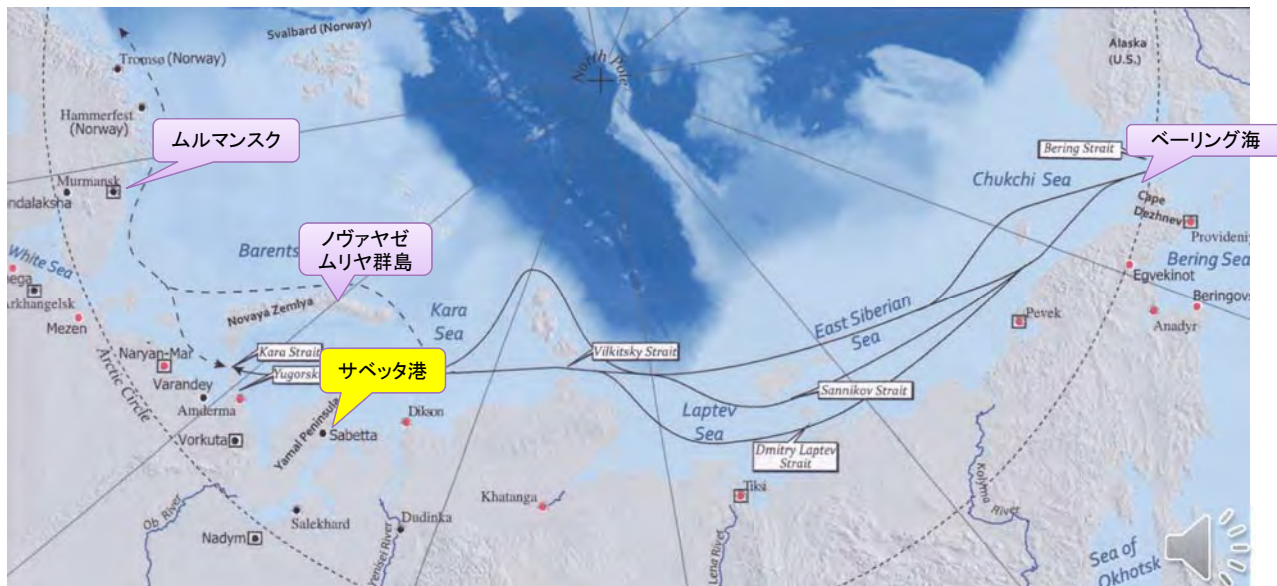 Svalbard (Norway)
North Pole
Alaska
(U.S.)
Tromsø (Norway)
Hammerfest
(Norway)
ムルマンスク
Bering Strait
ベーリング海
Murmansk
ndalaksha
Chukchi Sea
Cape
Dezhnev
Provideniy
Bering Sea
White Sea
Barents
ノヴァヤゼ
ムリヤ群島
Egvekinot
ega
Arkhangelsk
Mezen
Novaya Zemlya
Kara
Sea
East Siberian
Sea
Beringovs
Anadyr
Pevek
Naryan-Mar
Kara Strait
Vilkitsky Strait
Varandey
Yugorsk
サベッタ港
Sannikov Strait
Arctic Circle
Amderma
Yamal Peninsula
Dikson
Laptev
Sea
Vorkuta
Sabetta
Dmitry Laptev
Strait
Khatanga
Tiksi
Kolyma
River
Ob River
Salekhard
Dudinka
Nadym
Yenisei River
Lena River
Sea of
Okhotsk